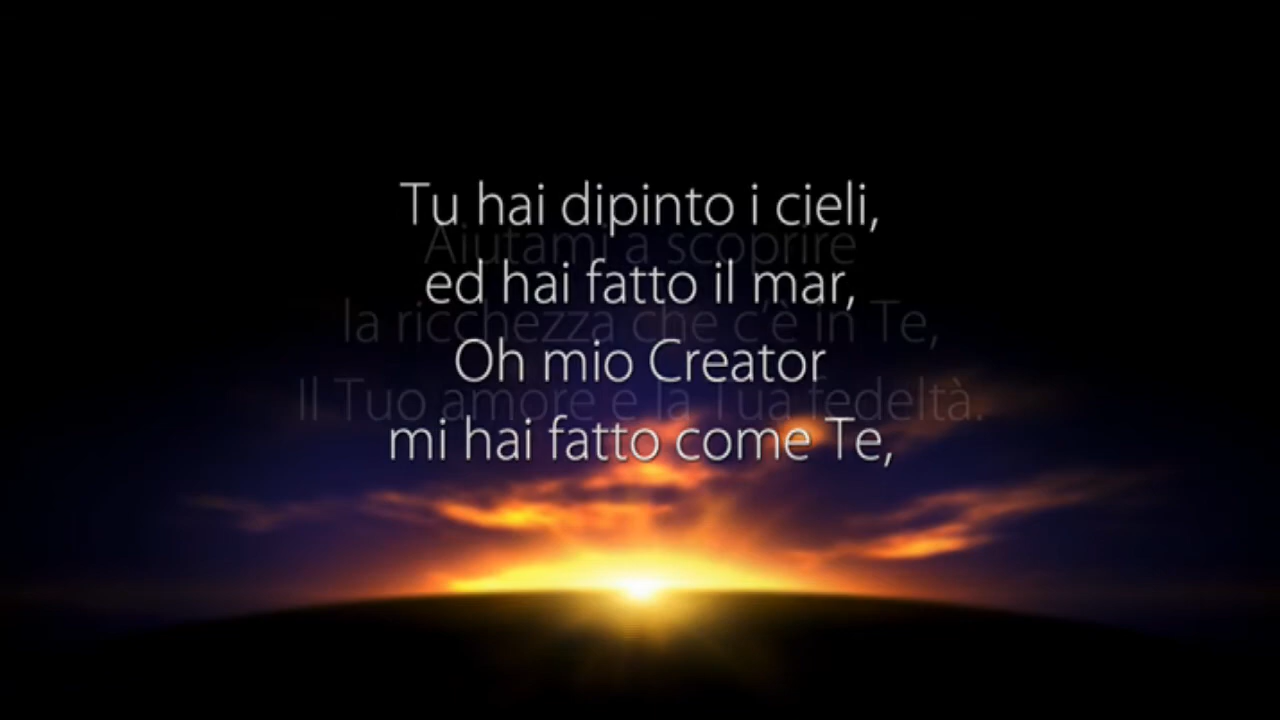 Tu hai dipinto i cieli,
Aiutami a scoprire
ed hai fatto il mar,
la ricchezza che c'è in Te,
Oh mio Creator
Il Tuo amore e la Tua fedeltà.
mi hai fatto come Te,